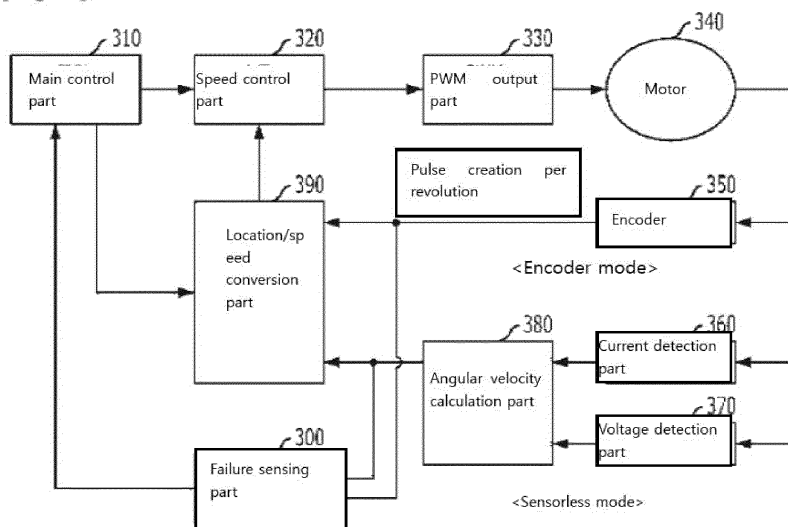 310
320
330
340
Main control
part
Speed control
part
PWM output
part
Motor
Pulse creation per
revolution
390
350
Location/sp
eed
conversion
part
Encoder
<Encoder mode>
380
360
Angular velocity
calculation part
Current detection
part
370
Voltage detection
part
300
Failure sensing
part
<Sensorless mode>